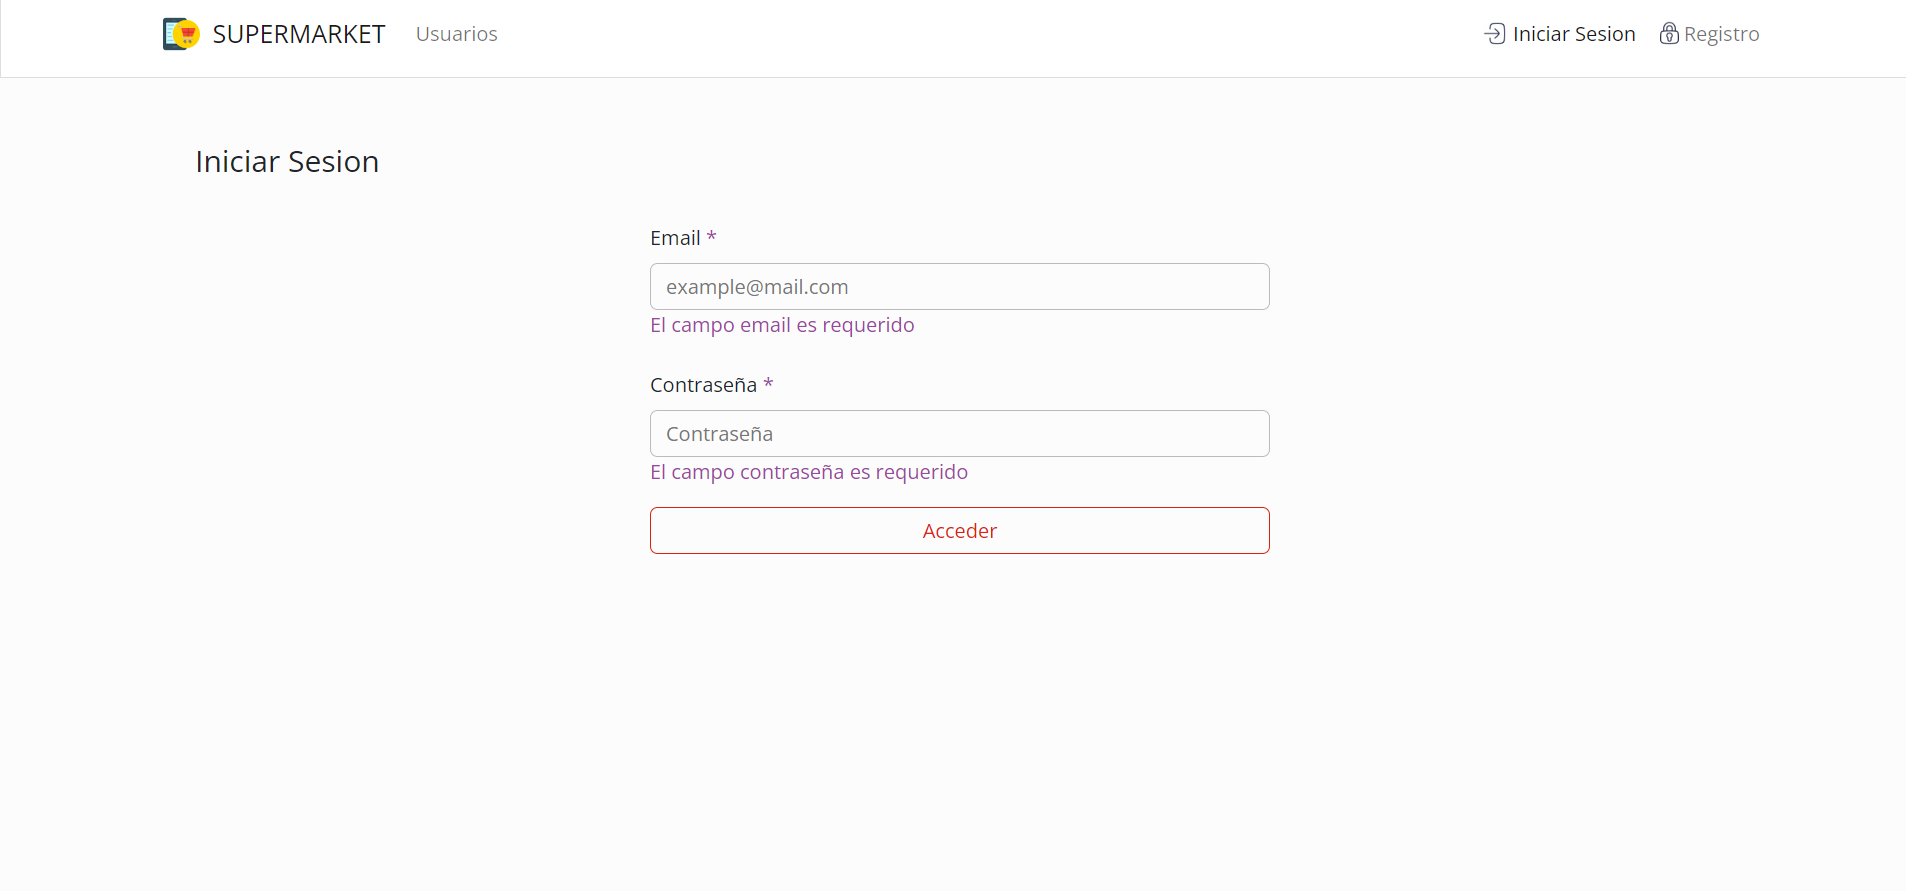 SUPERMARKET Usuarios Iniciar Sesion Registro
Iniciar Sesion
Email *
example@mail.com
El campo email es requerido
Contraseña *
Contraseña
El campo contraseña es requerido
Acceder